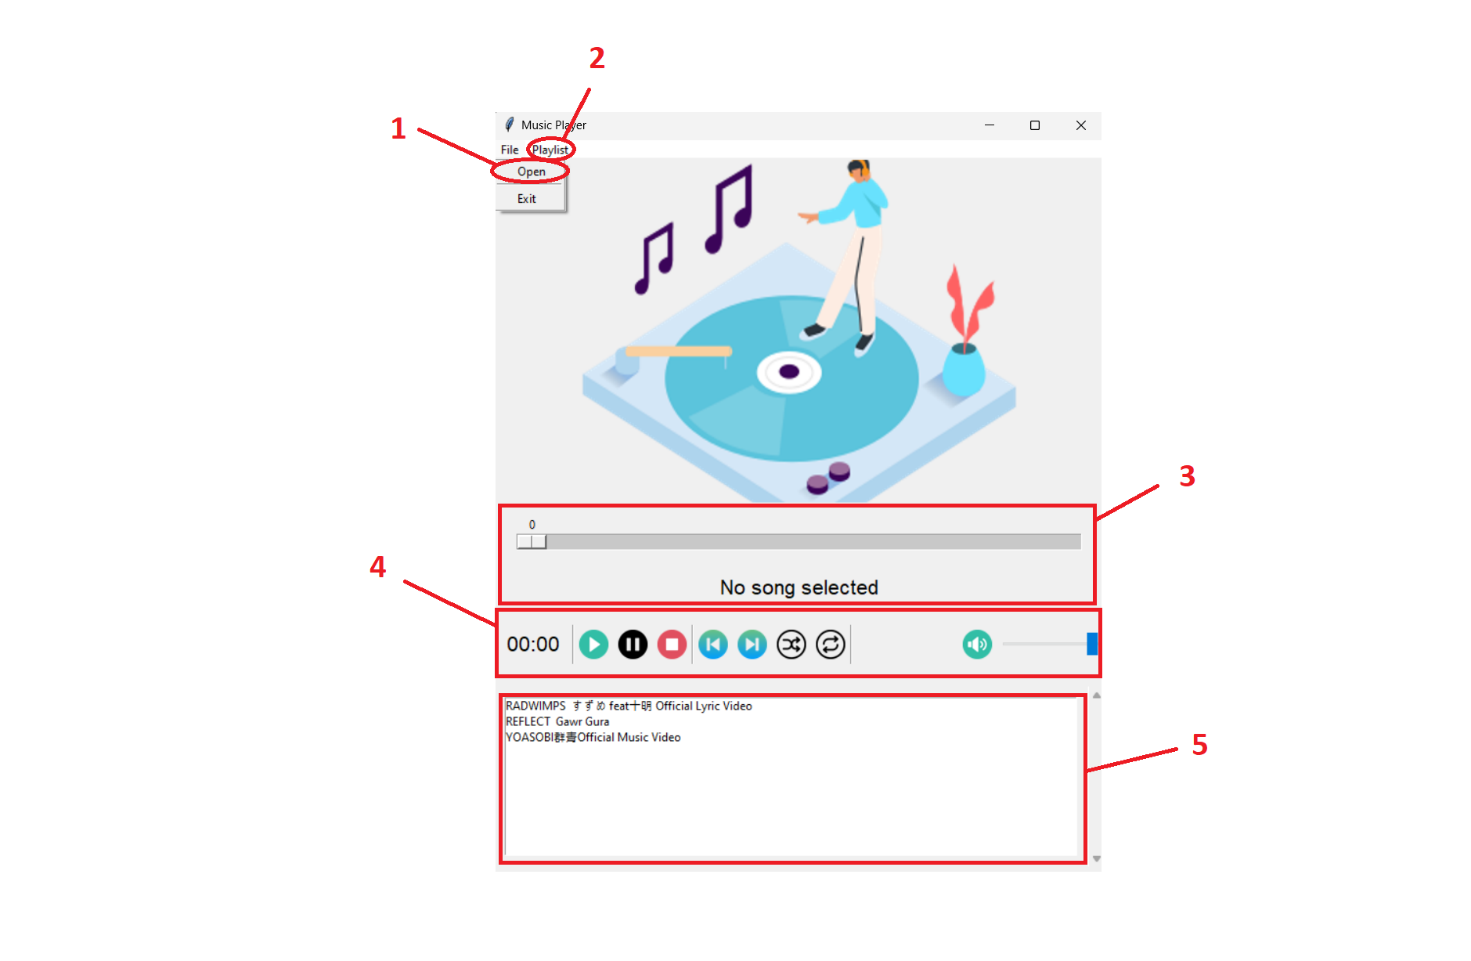 2
1
Music Player
File Playlist
Open
Exit
3
0
No song selected
4
00:00
RADWIMPS すずめ feat十明 Official Lyric Video
REFLECT Gawr Gura
YOASOBI群青Official Music Video
5